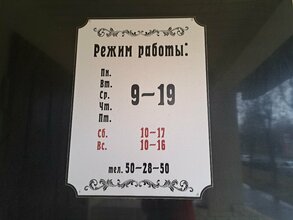 Режим работы:
Пн.
Вт.
Ср. 9–19
Чт.
Пт.
Сб. 10–17
Вс. 10–16
тел. 50–28–50